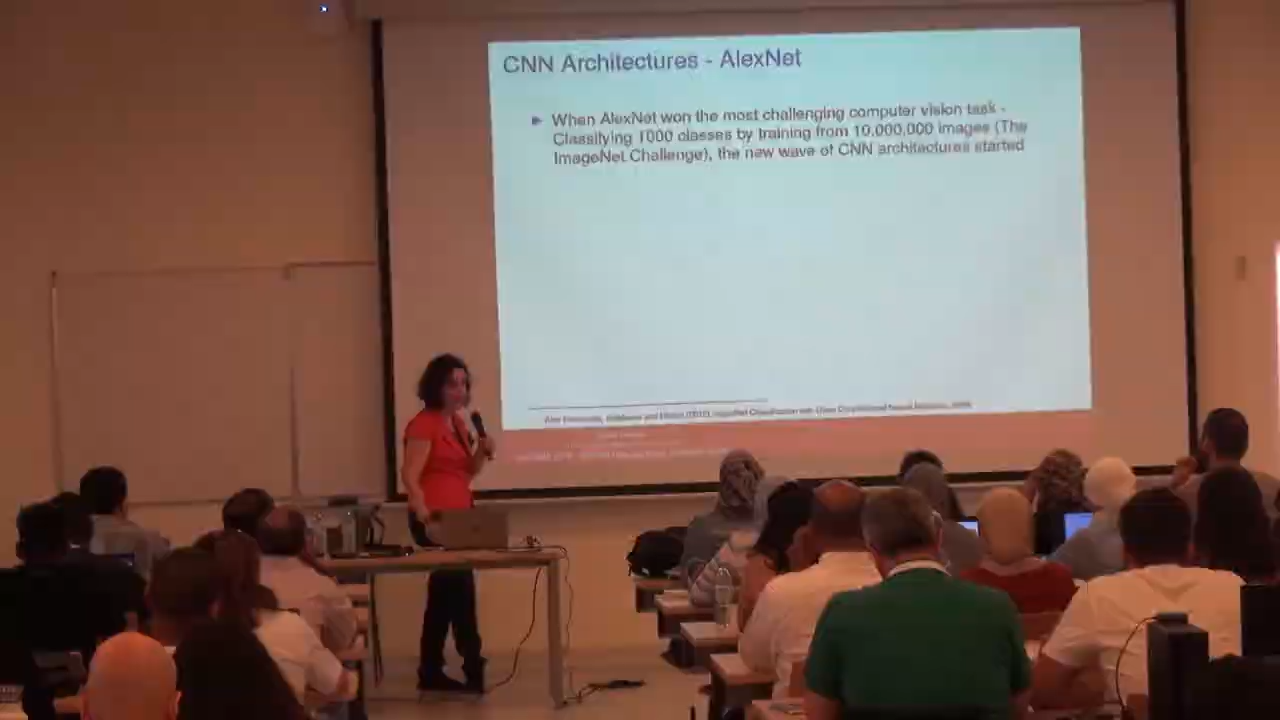 CNN Architectures - AlexNet
► When AlexNet won the most challenging computer vision task -
Classifying 1000 classes by training from 10,000,000 images (The
ImageNet Challenge), the new wave of CNN architectures started